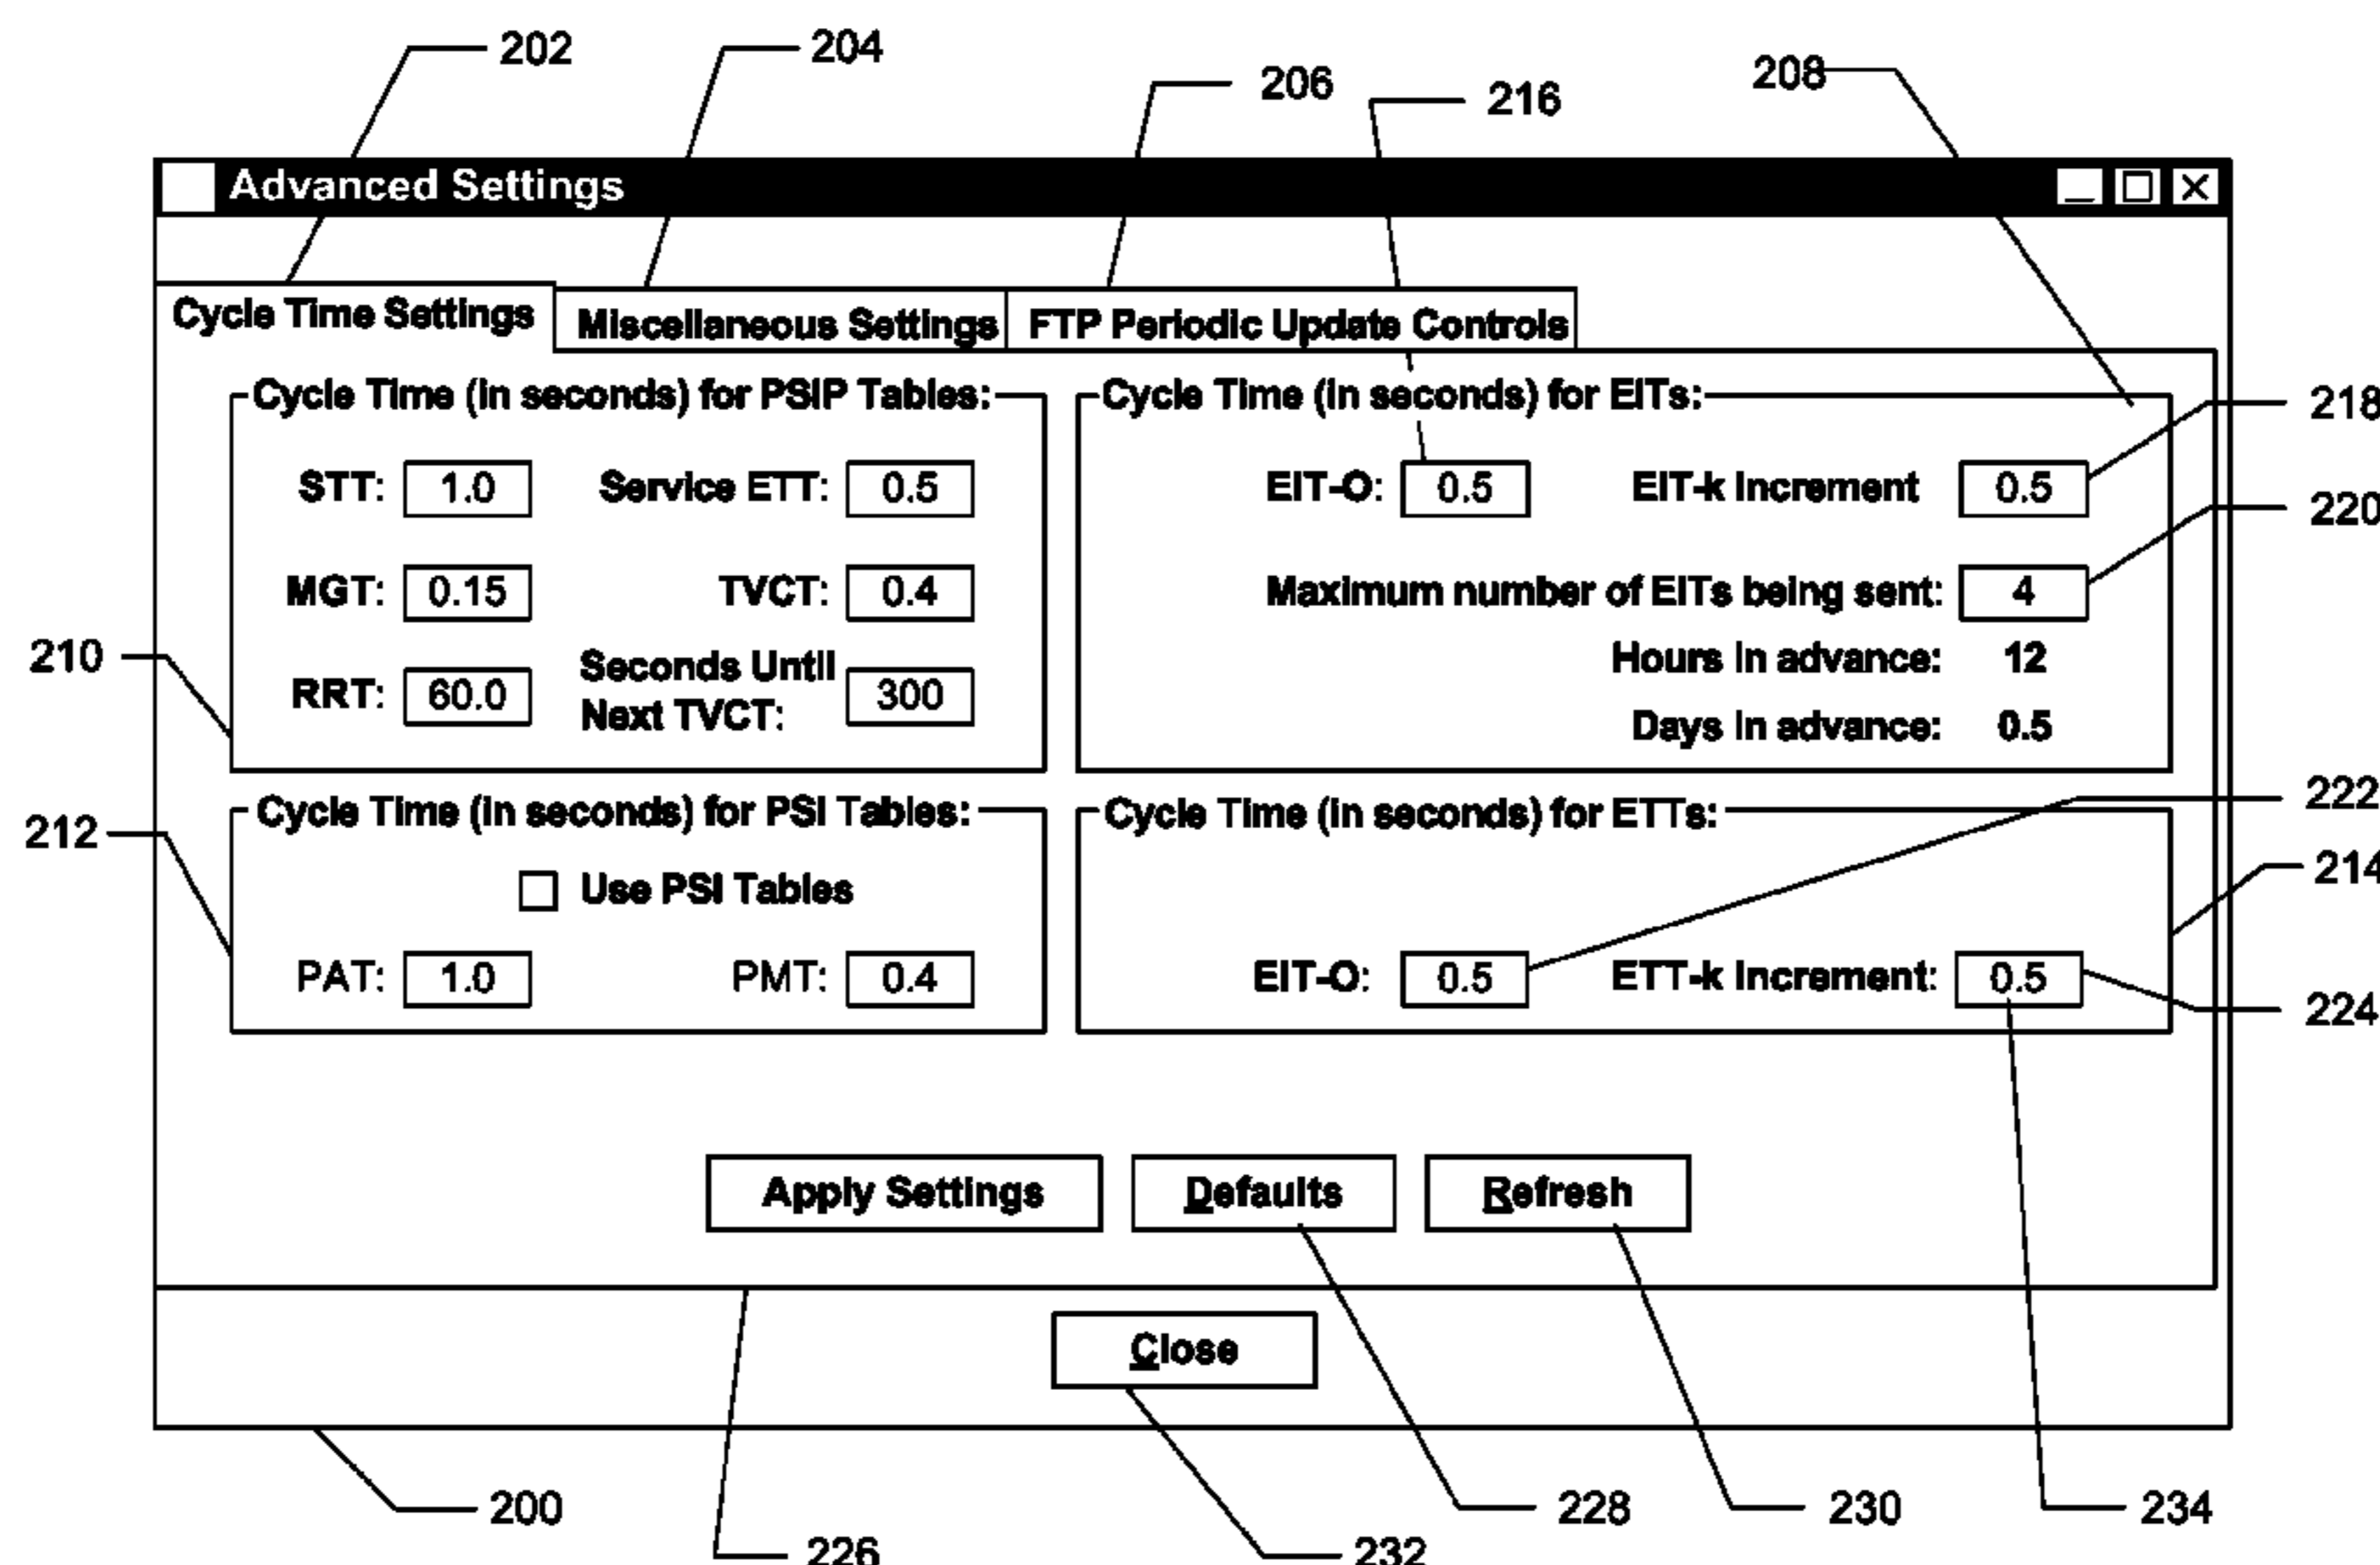 202
204
206
216
208
Advanced Settings
Cycle Time Settings
Miscellaneous Settings
FTP Periodic Update Controls
Cycle Time (in seconds) for PSIP Tables:
STT: 1.0
Service ETT: 0.5
MGT: 0.15
TVCT: 0.4
RRT: 60.0
Seconds Until
Next TVCT: 300
Cycle Time (in seconds) for EITs:
EIT-O: 0.5
EIT-k Increment 0.5
Maximum number of EITs being sent: 4
Hours in advance: 12
Days in advance: 0.5
218
220
210
212
Cycle Time (in seconds) for PSI Tables:
Use PSI Tables
PAT: 1.0
PMT: 0.4
Cycle Time (in seconds) for ETTs:
EIT-O: 0.5
ETT-k Increment: 0.5
222
214
224
Apply Settings
Defaults
Refresh
Close
200
226
232
228
230
234